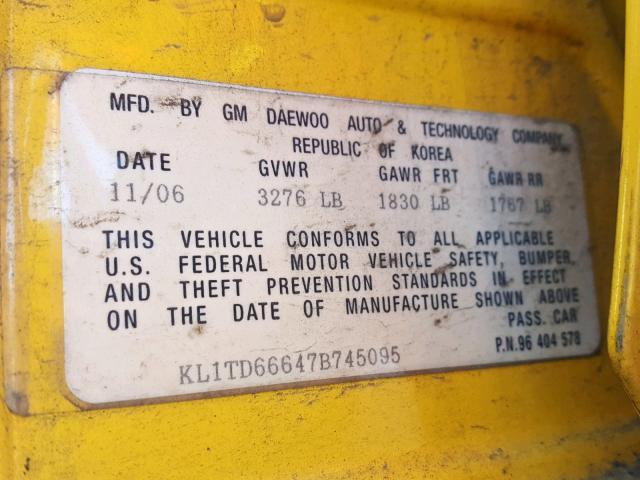 MFD. BY GM DAEWOO AUTO & TECHNOLOGY COMPANY
REPUBLIC OF KOREA
DATE GVWR GAWR FRT GAWR RR
11/06 3276 LB 1830 LB 1767 LB
THIS VEHICLE CONFORMS TO ALL APPLICABLE
U.S. FEDERAL MOTOR VEHICLE SAFETY, BUMPER,
AND THEFT PREVENTION STANDARDS IN EFFECT
ON THE DATE OF MANUFACTURE SHOWN ABOVE
PASS. CAR
P.N.96 404 578
KL1TD66647B745095